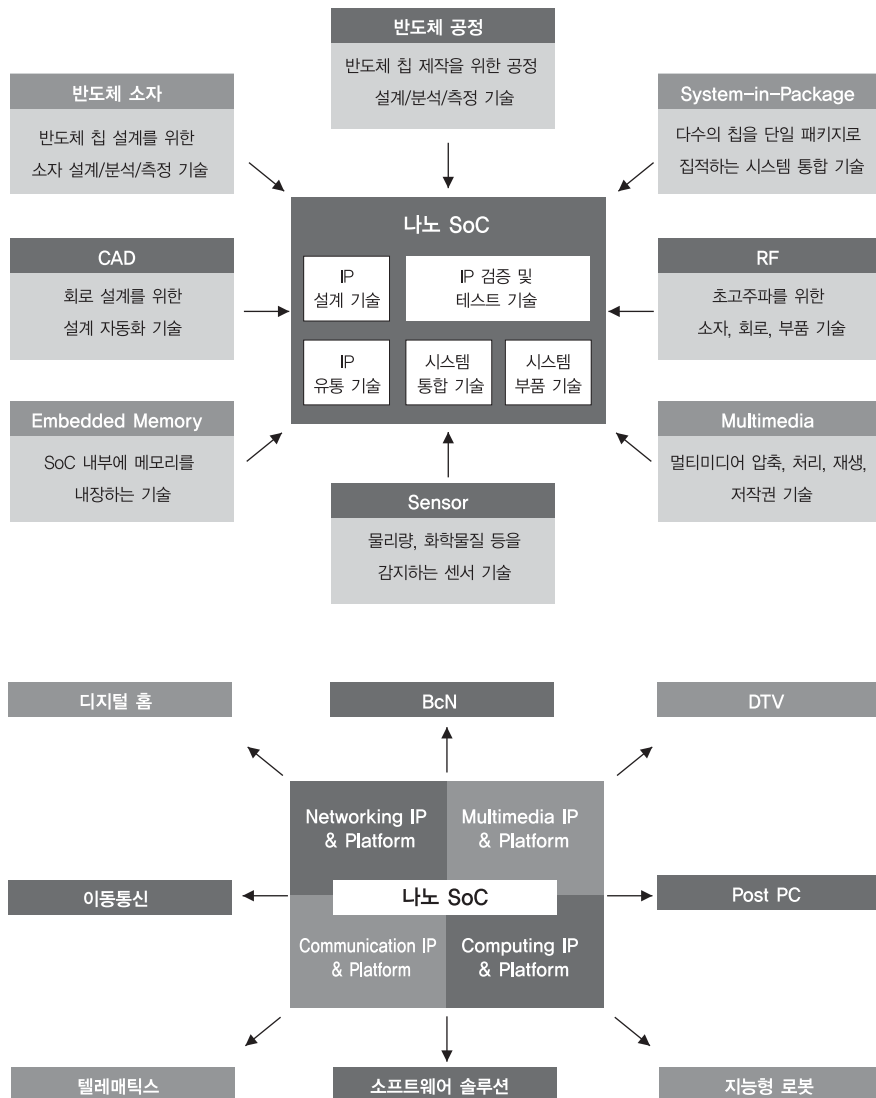 반도체 공정
반도체 칩 제작을 위한 공정
설계/분석/측정 기술
반도체 소자
반도체 칩 설계를 위한
소자 설계/분석/측정 기술
System-in-Package
다수의 칩을 단일 패키지로
집적하는 시스템 통합 기술
나노 SoC
IP
설계 기술
IP 검증 및
테스트 기술
IP
유통 기술
시스템
통합 기술
시스템
부품 기술
CAD
회로 설계를 위한
설계 자동화 기술
RF
초고주파를 위한
소자, 회로, 부품 기술
Embedded Memory
SoC 내부에 메모리를
내장하는 기술
Multimedia
멀티미디어 압축, 처리, 재생,
저작권 기술
Sensor
물리량, 화학물질 등을
감지하는 센서 기술
디지털 홈
BcN
DTV
Networking IP
& Platform
Multimedia IP
& Platform
이동통신
나노 SoC
Post PC
Communication IP
& Platform
Computing IP
& Platform
텔레매틱스
소프트웨어 솔루션
지능형 로봇